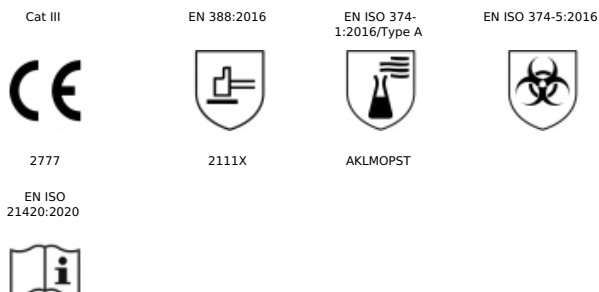 Cat III
EN 388:2016
EN ISO 374-
1:2016/Type A
EN ISO 374-5:2016
CE
2777
2111X
AKLMOPST
EN ISO
21420:2020
i